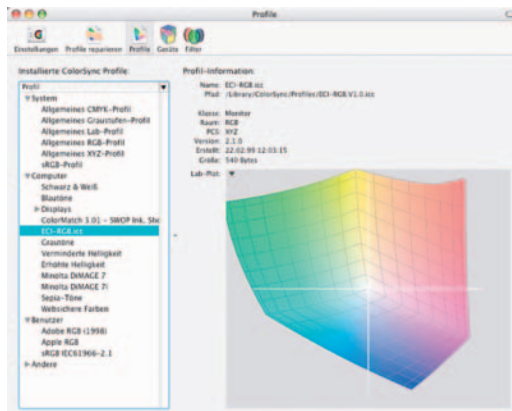 Profile
Einstellungen Profile reparieren Profile Geräte Filter
Installierte ColorSync Profile:
Profil
System
Allgemeines CMYK-Profil
Allgemeines Graustufen-Profil
Allgemeines Lab-Profil
Allgemeines RGB-Profil
Allgemeines XYZ-Profil
sRGB-Profil
Computer
Schwarz & Weiß
Blautöne
Displays
ColorMatch 3.01 – SWOP Ink, She
ECI-RGB.icc
Grautöne
Verminderte Helligkeit
Erhöhte Helligkeit
Minolta DiMAGE 7
Minolta DiMAGE 7i
Sepia-Töne
Websichere Farben
Benutzer
Adobe RGB (1998)
Apple RGB
sRGB IEC61966-2.1
Andere
Profil-Information:
Name: ECI-RGB.icc
Pfad: /Library/ColorSync/Profiles/ECI-RGB.V1.0.icc
Klasse: Monitor
Raum: RGB
PCS: XYZ
Version: 2.1.0
Erstellt: 22.02.99 12:03:15
Größe: 540 Bytes
Lab-Plot: